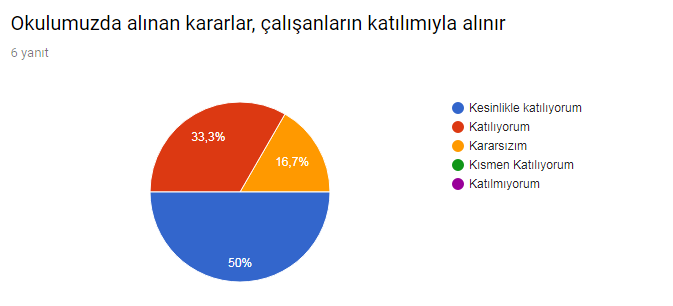 Okulumuzda alınan kararlar, çalışanların katılımıyla alınır
6 yanıt
33,3%
16,7%
50%
Kesinlikle katılıyorum
Katılıyorum
Kararsızım
Kısmen Katılıyorum
Katılmıyorum